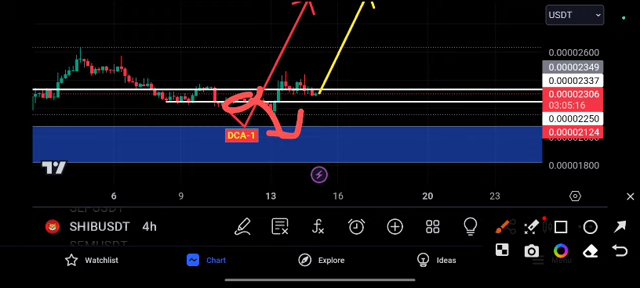 USDT
0.00002600
0.00002349
0.00002337
0.00002306
03:05:16
0.00002250
0.00002124
0.00001800
DCA-1
6 9 13 16 20 23
SHIBUSDT 4h
Watchlist
Chart
Explore
Ideas